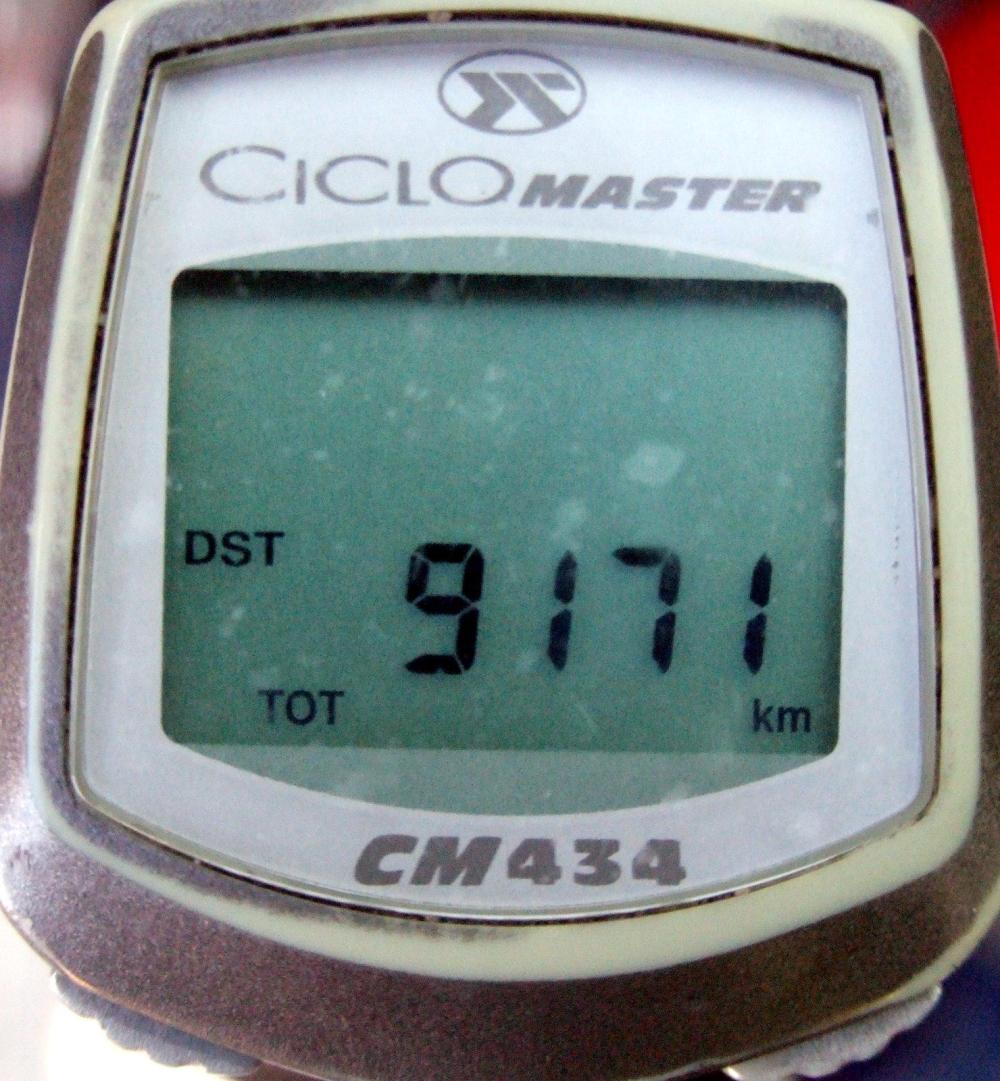 CICLOMASTER
DST 9171
TOT km
CM434